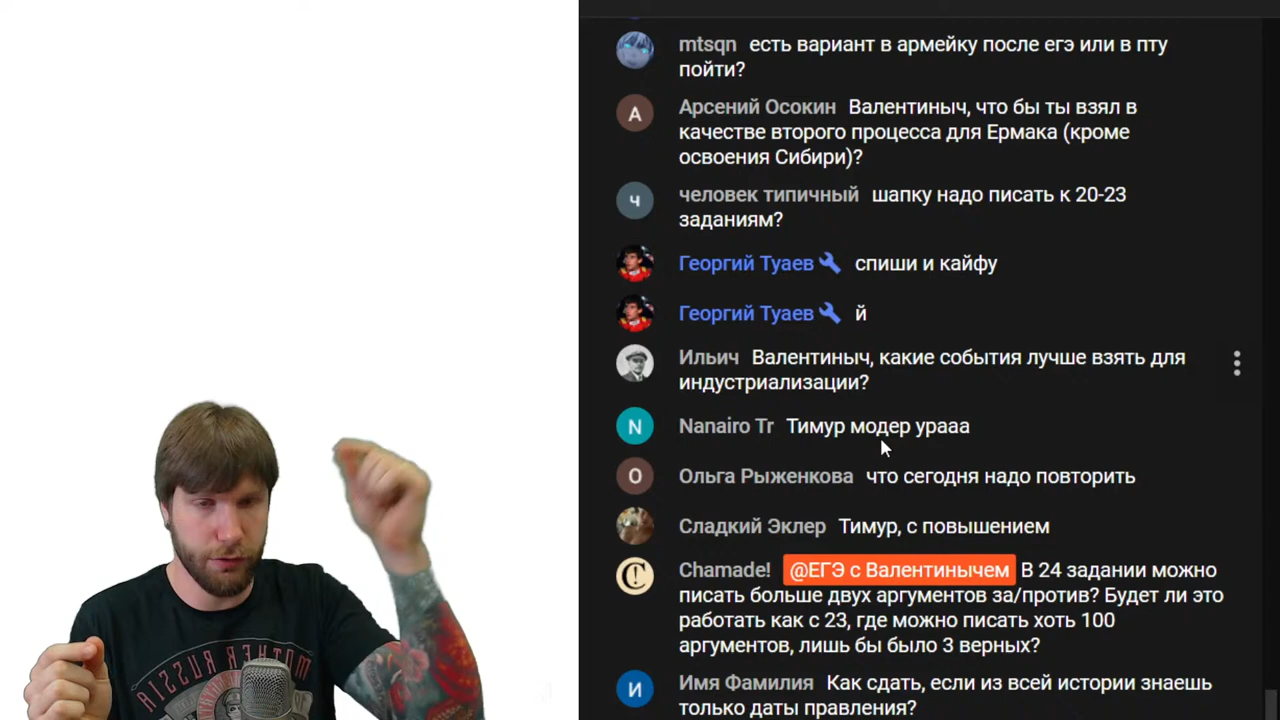 mtsqn есть вариант в армейку после егэ или в пту
пойти?
А
Арсений Осокин Валентиныч, что бы ты взял в
качестве второго процесса для Ермака (кроме
освоения Сибири)?
ч
человек типичный шапку надо писать к 20-23
заданиям?
Георгий Туаев спиши и кайфу
Георгий Туаев й
Ильич Валентиныч, какие события лучше взять для
индустриализации?
N
Nanairo Tr Тимур модер урааа
О
Ольга Рыженкова что сегодня надо повторить
Сладкий Эклер Тимур, с повышением
C!
Chamade! @ЕГЭ с Валентинычем В 24 задании можно
писать больше двух аргументов за/против? Будет ли это
работать как с 23, где можно писать хоть 100
аргументов, лишь бы было 3 верных?
И
Имя Фамилия Как сдать, если из всей истории знаешь
только даты правления?
MOTHER RUSSIA